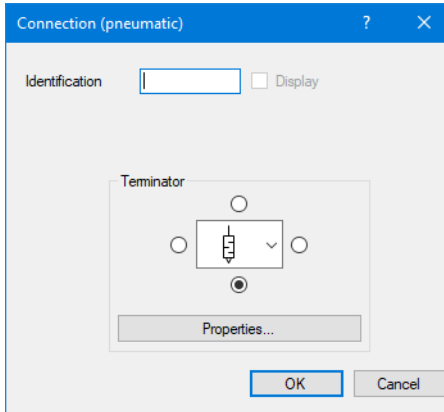 Connection (pneumatic)
Identification
Display
Terminator
Properties...
OK
Cancel